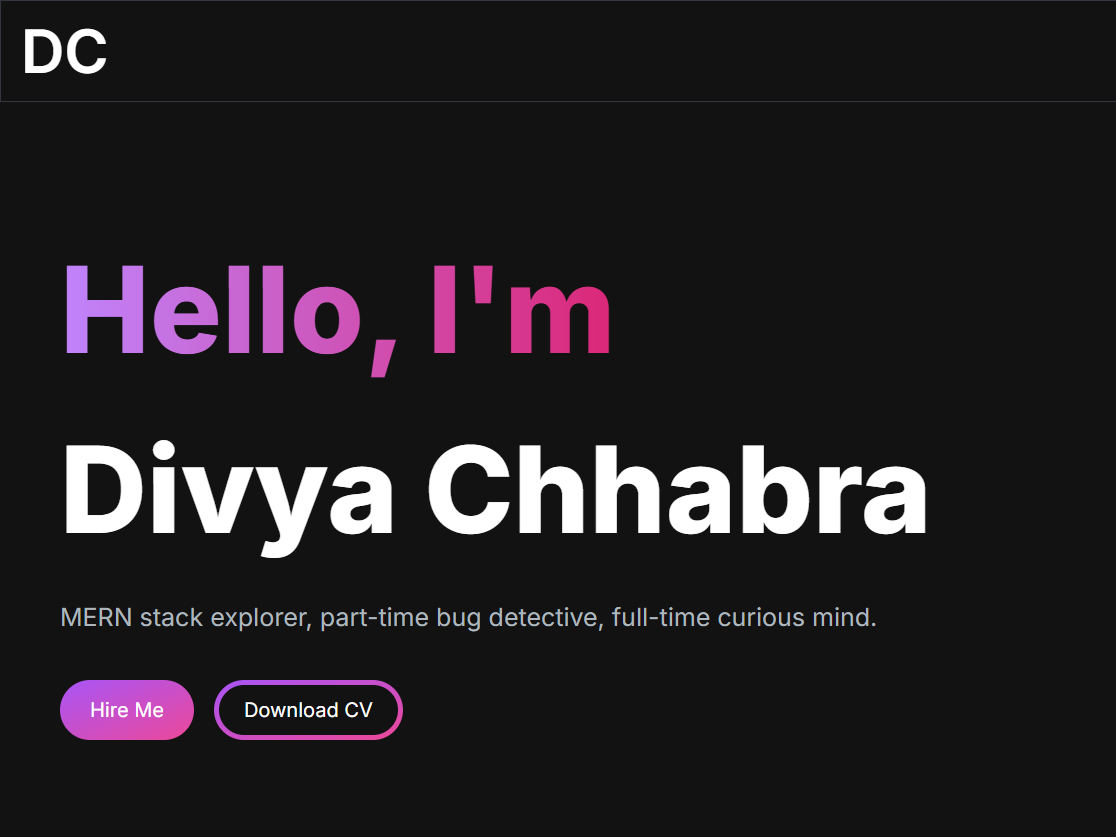 DC
Hello, I'm
Divya Chhabra
MERN stack explorer, part-time bug detective, full-time curious mind.
Hire Me
Download CV